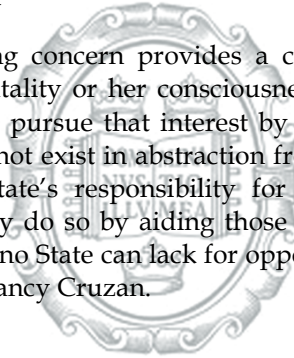 ng concern provides a c
tality or her consciousne
pursue that interest by
not exist in abstraction fr
tate’s responsibility for
y do so by aiding those
no State can lack for oppo
ancy Cruzan.